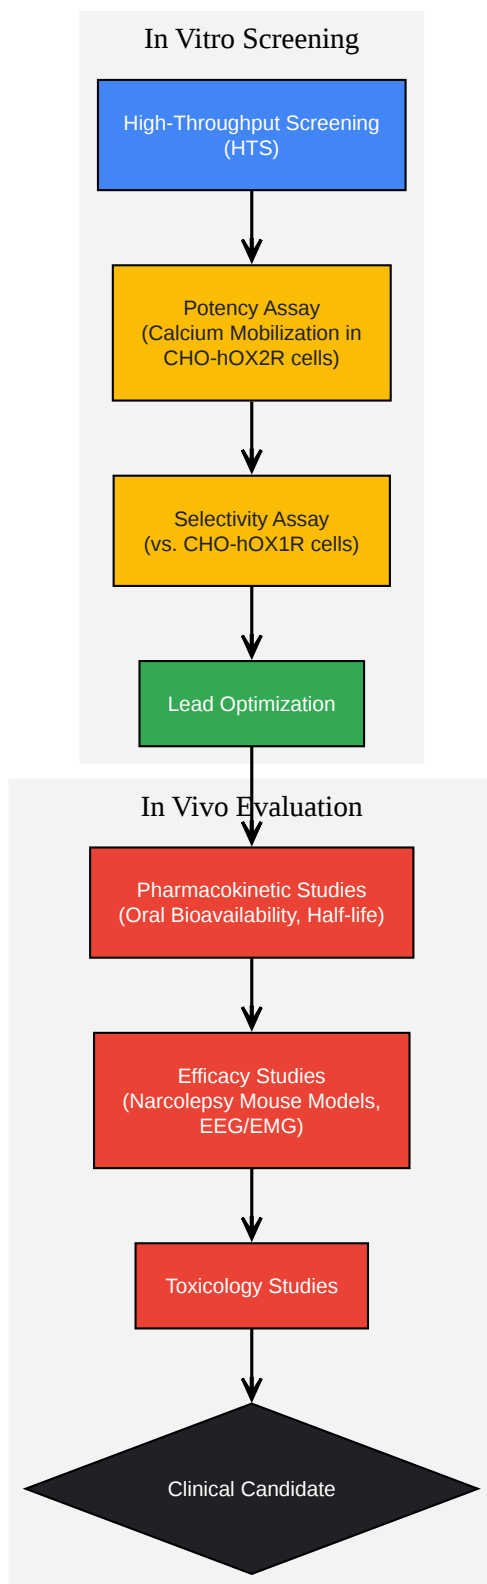 In Vitro Screening
High-Throughput Screening
(HTS)
Potency Assay
(Calcium Mobilization in
CHO-hOX2R cells)
Selectivity Assay
(vs. CHO-hOX1R cells)
Lead Optimization
In Vivo Evaluation
Pharmacokinetic Studies
(Oral Bioavailability, Half-life)
Efficacy Studies
(Narcolepsy Mouse Models,
EEG/EMG)
Toxicology Studies
Clinical Candidate